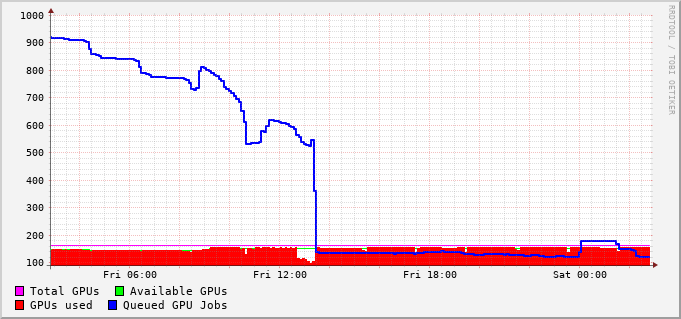 1000
900
800
700
600
500
400
300
200
100
Fri 06:00 Fri 12:00 Fri 18:00 Sat 00:00
Total GPUs Available GPUs
GPUs used Queued GPU Jobs
RRDTOOL / TOBI OETIKER